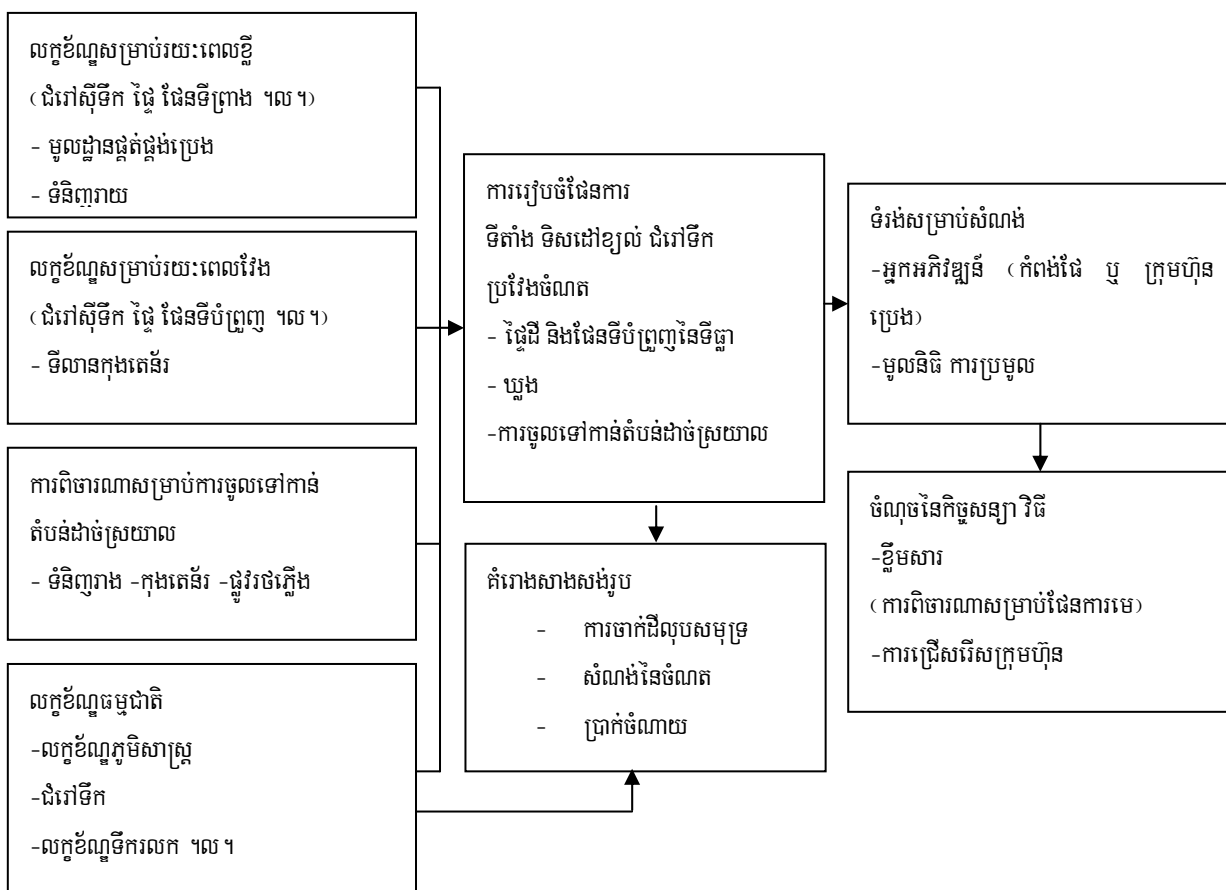 លក្ខខ័ណ្ឌសម្រាប់រយៈពេលខ្លី
(ជំរៅស៊ីទឹក ផ្ទៃ ផែនទីព្រាង ។ល។)
- មូលដ្ឋានផ្គត់ផ្គង់ប្រេង
- ទំនិញរាយ
លក្ខខ័ណ្ឌសម្រាប់រយៈពេលវែង
(ជំរៅស៊ីទឹក ផ្ទៃ ផែនទីបំព្រួញ ។ល។)
- ទីលានកុងតេន័រ
ការពិចារណាសម្រាប់ការចូលទៅកាន់
តំបន់ដាច់ស្រយាល
- ទំនិញរាង -កុងតេន័រ -ផ្លូវរថភ្លើង
លក្ខខ័ណ្ឌធម្មជាតិ
-លក្ខខ័ណ្ឌភូមិសាស្ត្រ
-ជំរៅទឹក
-លក្ខខ័ណ្ឌទឹករលក ។ល។
ការរៀបចំផែនការ
ទីតាំង ទិសដៅខ្យល់ ជំរៅទឹក
ប្រវែងចំណត
- ផ្ទៃដី និងផែនទីបំព្រួញនៃទីធ្លា
- ឃ្លង
-ការចូលទៅកាន់តំបន់ដាច់ស្រយាល
គំរោងសាងសង់រូប
- ការចាក់ដីលុបសមុទ្រ
- សំណង់នៃចំណត
- ប្រាក់ចំណាយ
ទំរង់សម្រាប់សំណង់
-អ្នកអភិវឌ្ឍន៍ (កំពង់ផែ ឬ ក្រុមហ៊ុន
ប្រេង)
-មូលនិធិ ការប្រមូល
ចំណុចនៃកិច្ចសន្យា វិធី
-ខ្លឹមសារ
(ការពិចារណាសម្រាប់ផែនការមេ)
-ការជ្រើសរើសក្រុមហ៊ុន